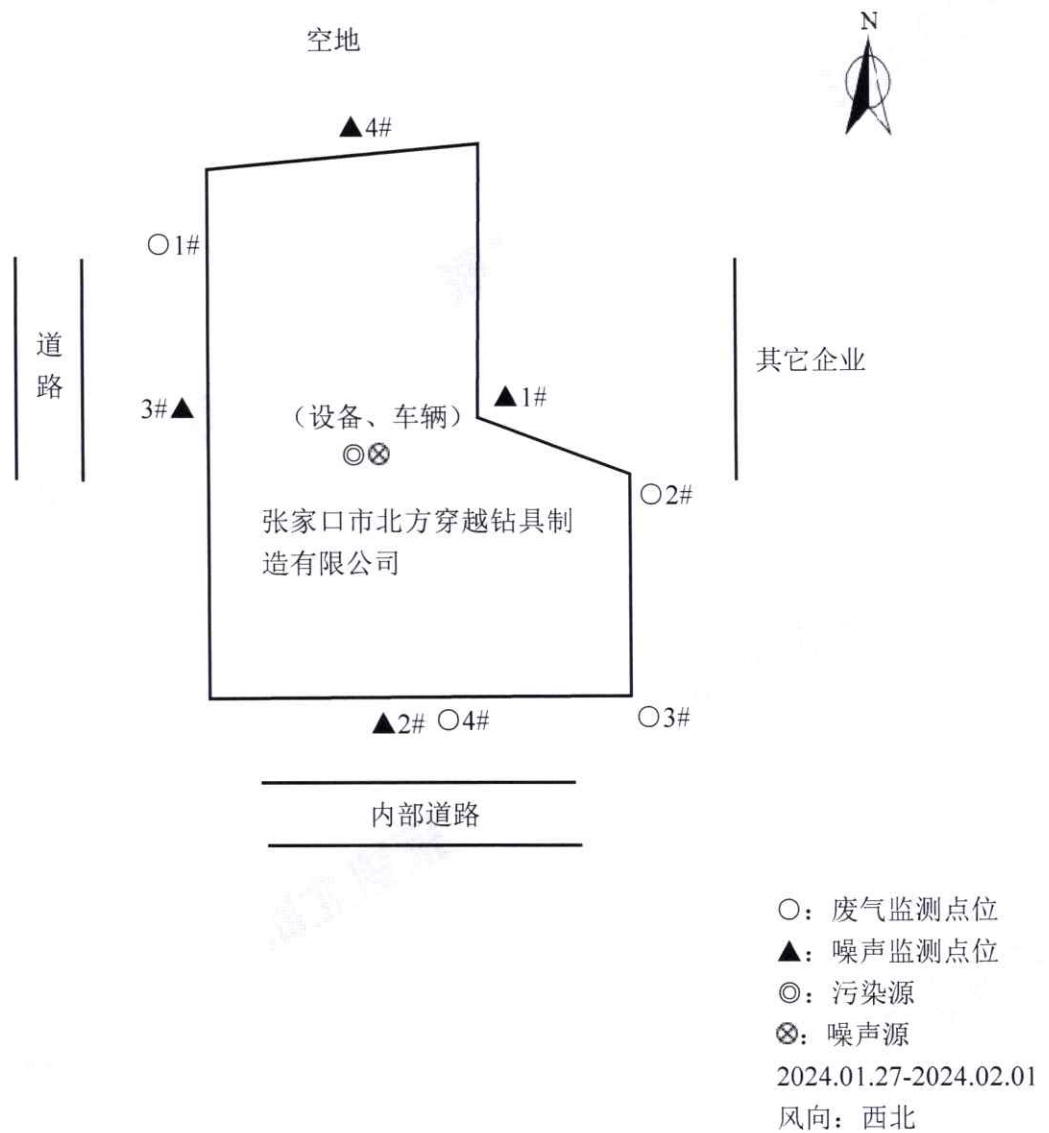 空地
N
▲4#
○1#
道
路
其它企业
▲1#
3#▲
（设备、车辆）
◎⊗
○2#
张家口市北方穿越钻具制
造有限公司
▲2# ○4#
○3#
内部道路
○：废气监测点位
▲：噪声监测点位
◎：污染源
⊗：噪声源
2024.01.27-2024.02.01
风向：西北